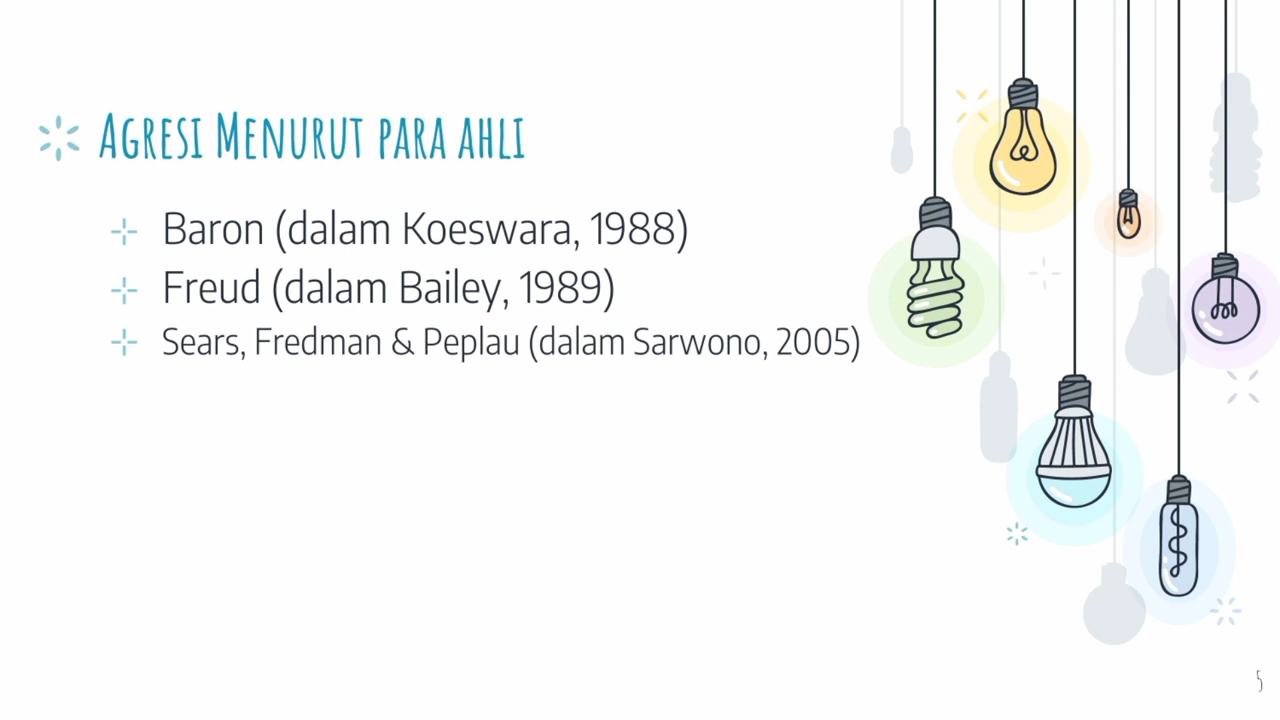 Agresi Menurut para ahli
Baron (dalam Koeswara, 1988)
Freud (dalam Bailey, 1989)
Sears, Fredman & Peplau (dalam Sarwono, 2005)
5